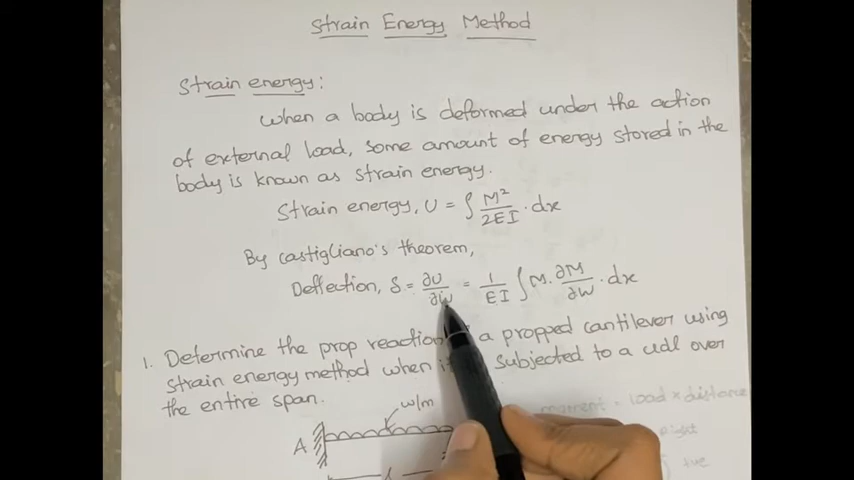 Strain Energy Method
Strain energy:
When a body is deformed under the action
of external load, some amount of energy stored in the
body is known as strain energy.
Strain energy, U = ∫ M²/2EI · dx
By castigliano's theorem,
Deflection, δ = ∂U/∂W = 1/EI ∫ M · ∂M/∂W · dx
1. Determine the prop reaction a propped cantilever using
strain energy method when subjected to a udl over
the entire span.
w/m
A
moment = load × distance